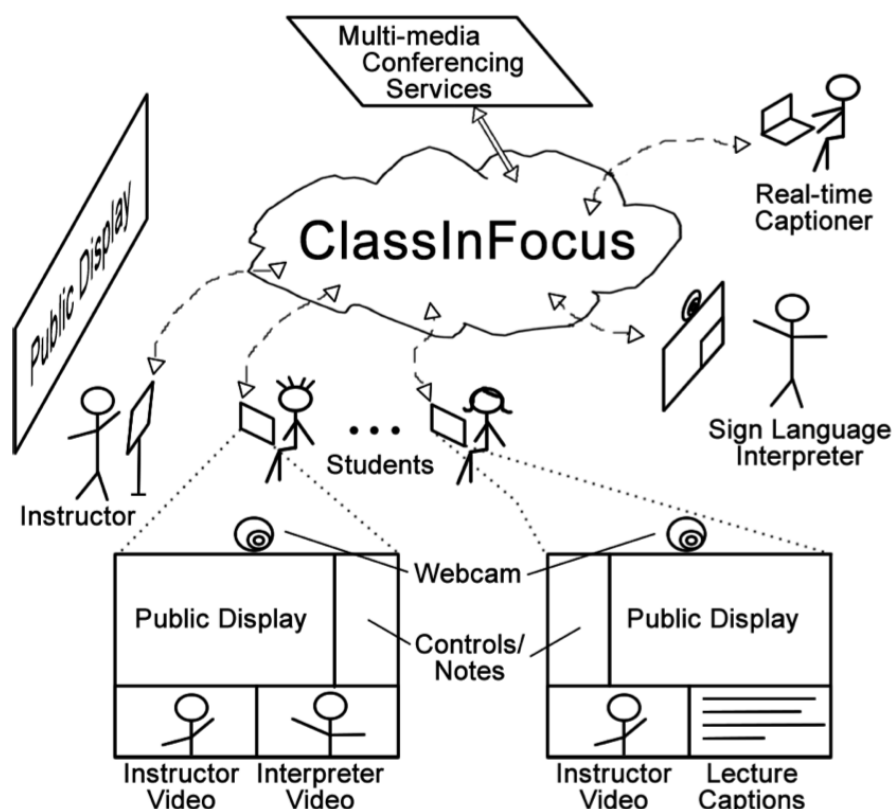 Multi-media
Conferencing
Services
Real-time
Captioner
ClassInFocus
Public Display
Sign Language
Interpreter
Students
Instructor
Webcam
Public Display
Public Display
Controls/
Notes
Instructor
Video
Interpreter
Video
Instructor
Video
Lecture
Captions